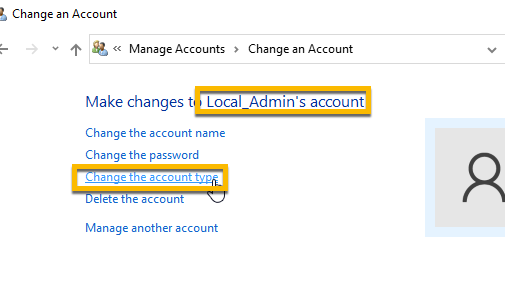 Change an Account
Manage Accounts > Change an Account
Make changes to Local_Admin's account
Change the account name
Change the password
Change the account type
Delete the account
Manage another account